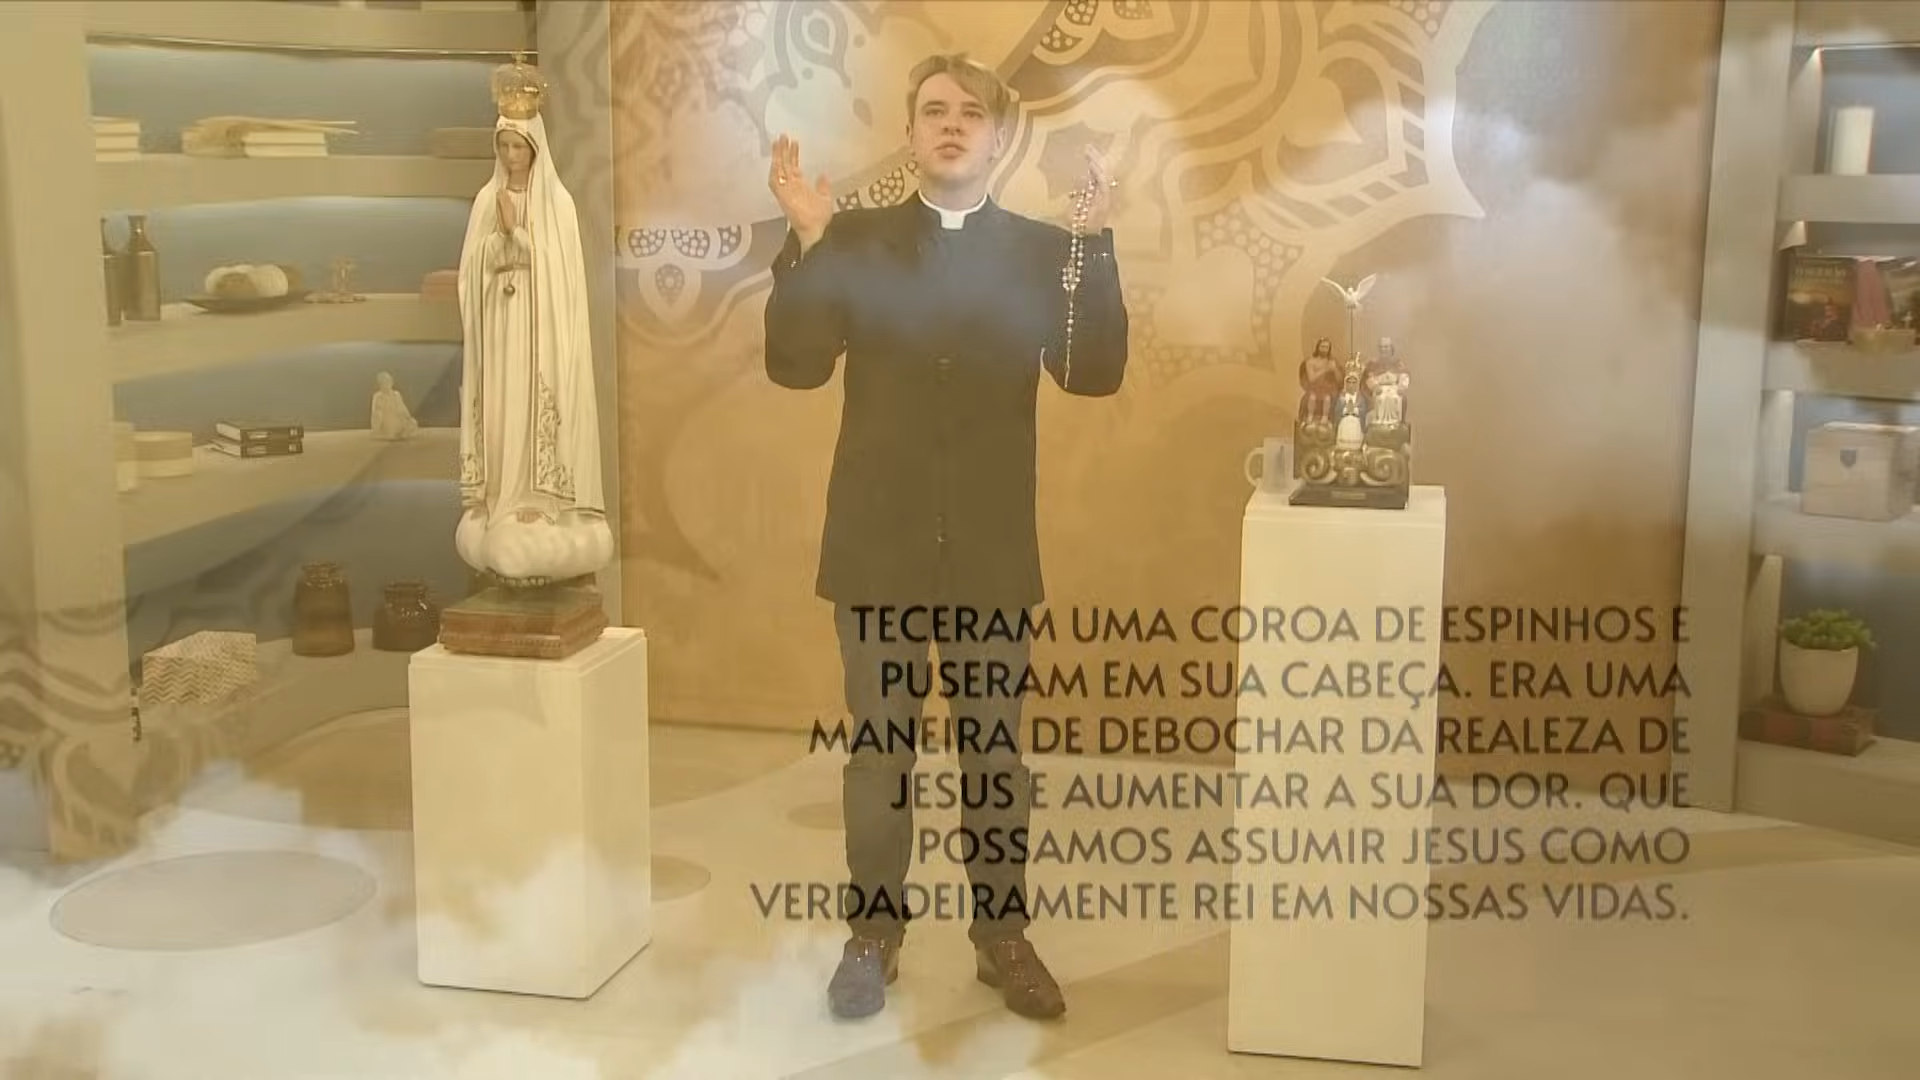 TECERAM UMA COROA DE ESPINHOS E
PUSERAM EM SUA CABEÇA. ERA UMA
MANEIRA DE DEBOCHAR DA REALEZA DE
JESUS E AUMENTAR A SUA DOR. QUE
POSSAMOS ASSUMIR JESUS COMO
VERDADEIRAMENTE REI EM NOSSAS VIDAS.